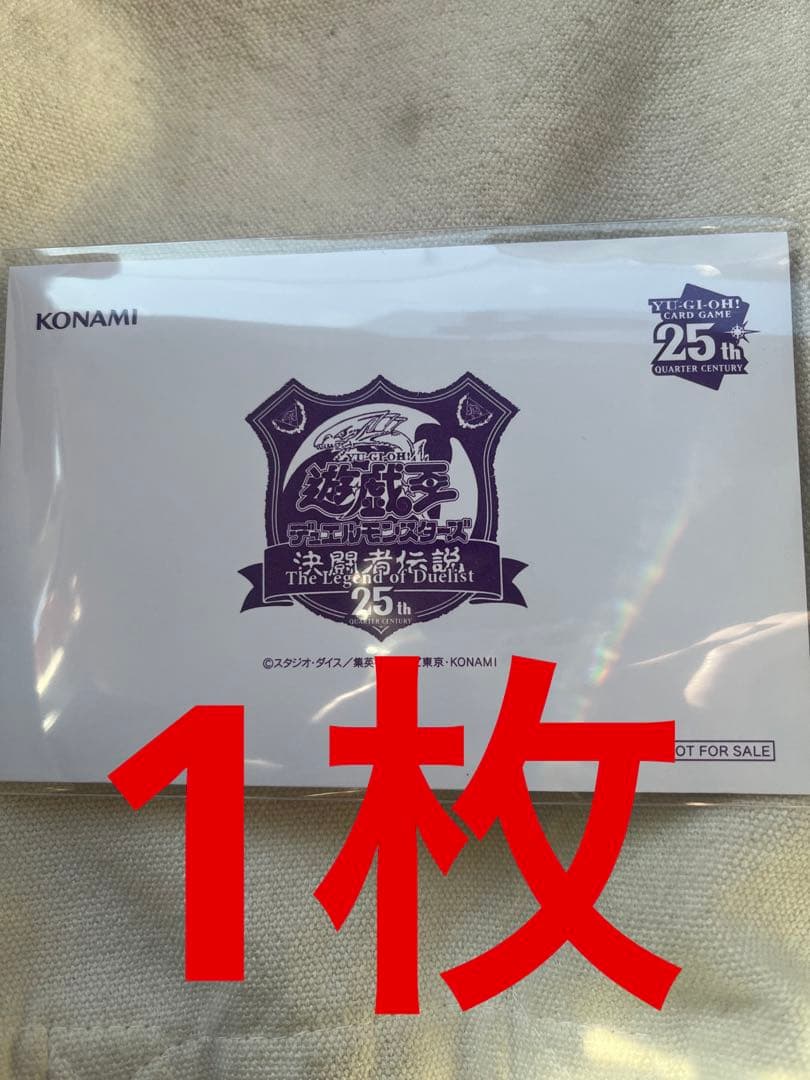 KONAMI
YU-GI-OH!
CARD GAME
25th
QUARTER CENTURY
YU-GI-OH!
遊戯王
デュエルモンスターズ
決闘者伝説
The Legend of Duelist
25th
QUARTER CENTURY
©スタジオ・ダイス/集英 東京・KONAMI
OT FOR SALE
1枚